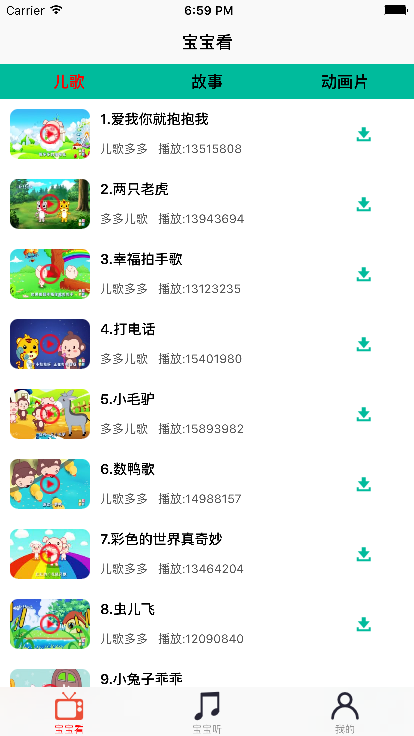 Carrier 6:59 PM
宝宝看
儿歌 故事 动画片
1.爱我你就抱抱我
儿歌多多 播放:13515808
2.两只老虎
多多儿歌 播放:13943694
3.幸福拍手歌
儿歌多多 播放:13123235
4.打电话
多多儿歌 播放:15401980
5.小毛驴
多多儿歌 播放:15893982
6.数鸭歌
儿歌多多 播放:14988157
7.彩色的世界真奇妙
儿歌多多 播放:13464204
8.虫儿飞
多多儿歌 播放:12090840
9.小兔子乖乖
宝宝看 宝宝听 我的